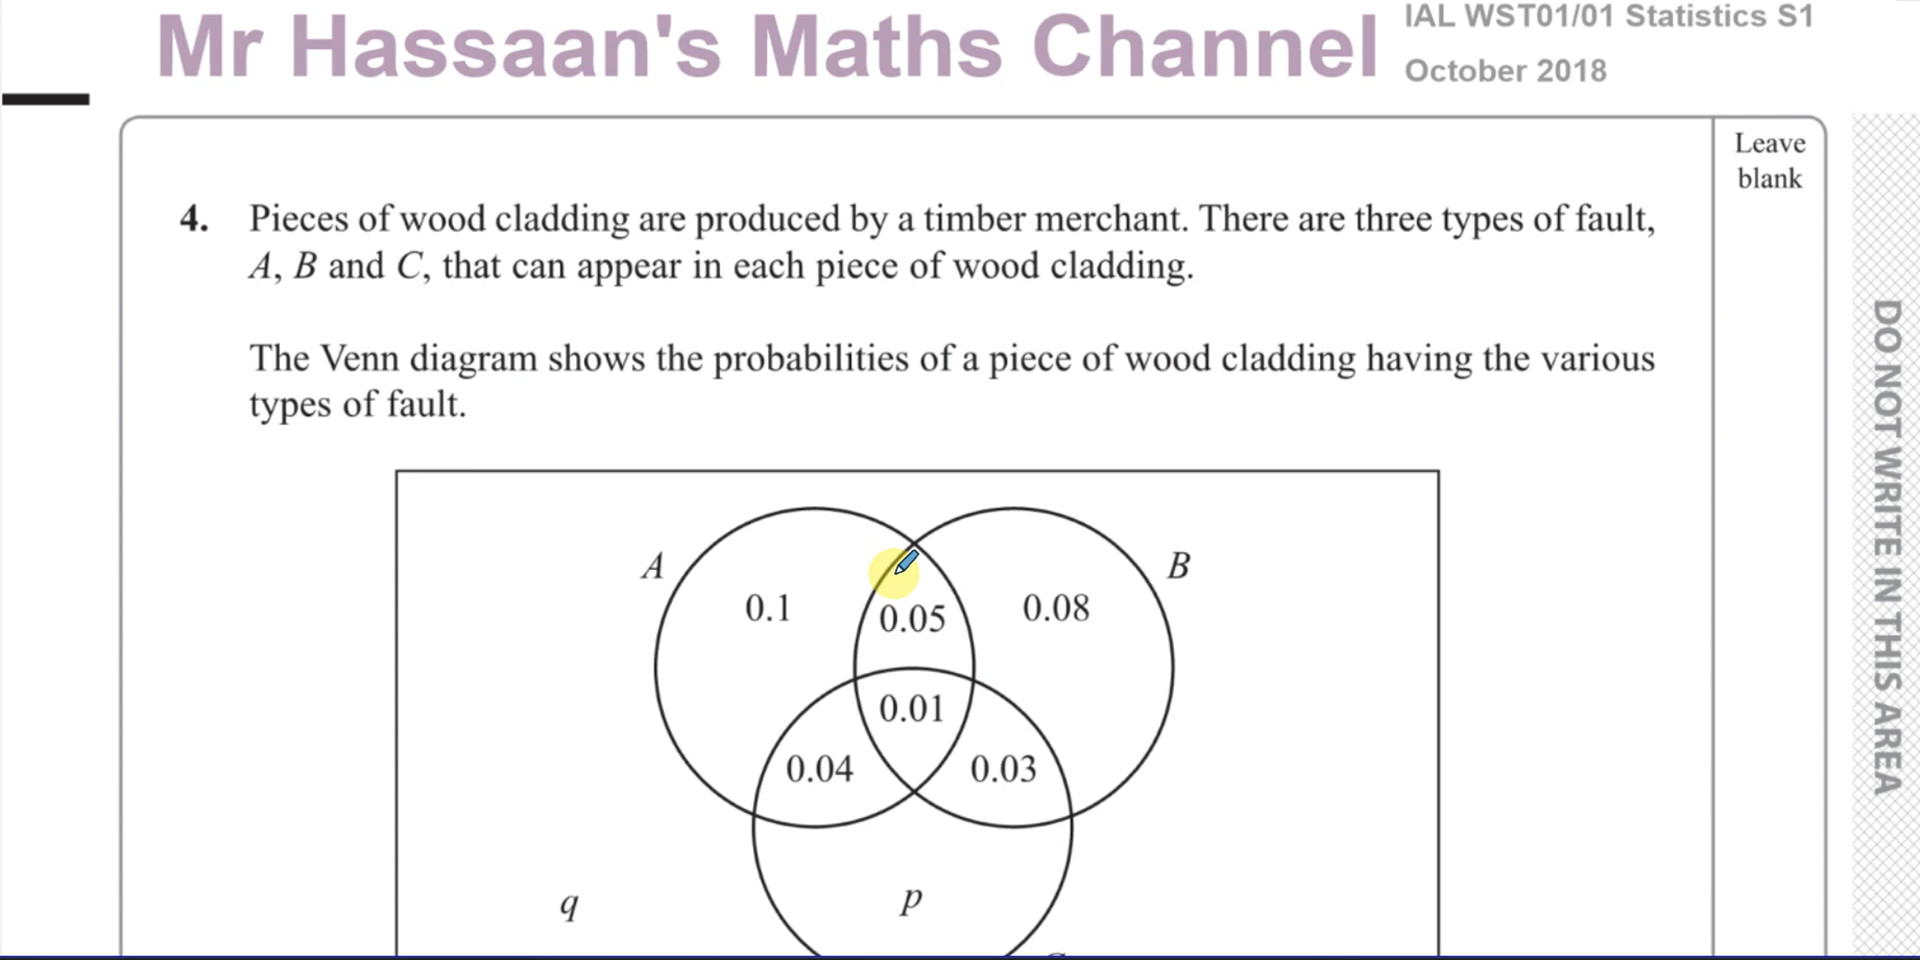 Mr Hassaan's Maths Channel
IAL WST01/01 Statistics S1
October 2018
Leave
blank
4. Pieces of wood cladding are produced by a timber merchant. There are three types of fault,
A, B and C, that can appear in each piece of wood cladding.
The Venn diagram shows the probabilities of a piece of wood cladding having the various
types of fault.
A
B
0.1
0.05
0.08
0.01
0.04
0.03
q
p
DO NOT WRITE IN THIS AREA